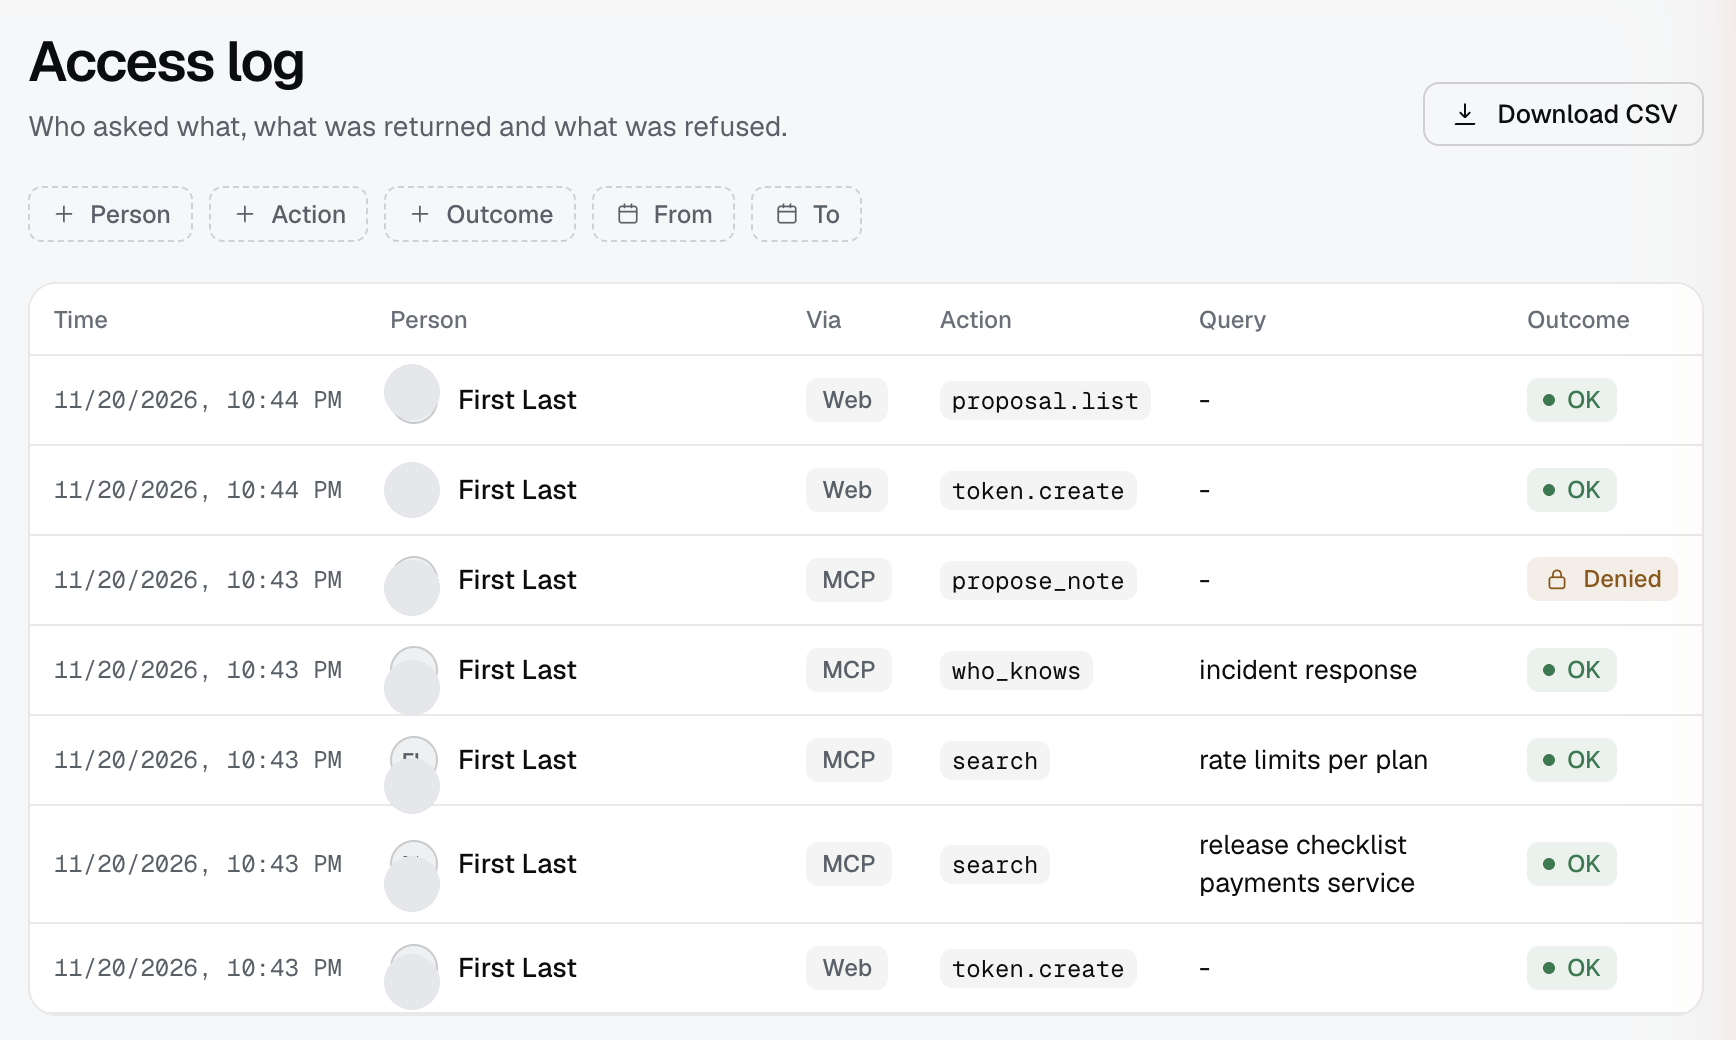 Access log
Who asked what, what was returned and what was refused.
Download CSV
+ Person
+ Action
+ Outcome
From
To
Time Person Via Action Query Outcome
11/20/2026, 10:44 PM First Last Web proposal.list - OK
11/20/2026, 10:44 PM First Last Web token.create - OK
11/20/2026, 10:43 PM First Last MCP propose_note - Denied
11/20/2026, 10:43 PM First Last MCP who_knows incident response OK
11/20/2026, 10:43 PM First Last MCP search rate limits per plan OK
11/20/2026, 10:43 PM First Last MCP search release checklist
payments service OK
11/20/2026, 10:43 PM First Last Web token.create - OK